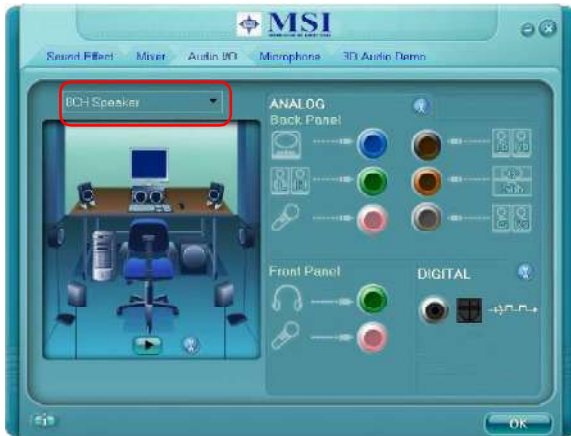 MSI
Sound Effect Mixer Audio I/O Microphone 3D Audio Demo
8CH Speaker
ANALOG
Back Panel
Front Panel
DIGITAL
OK